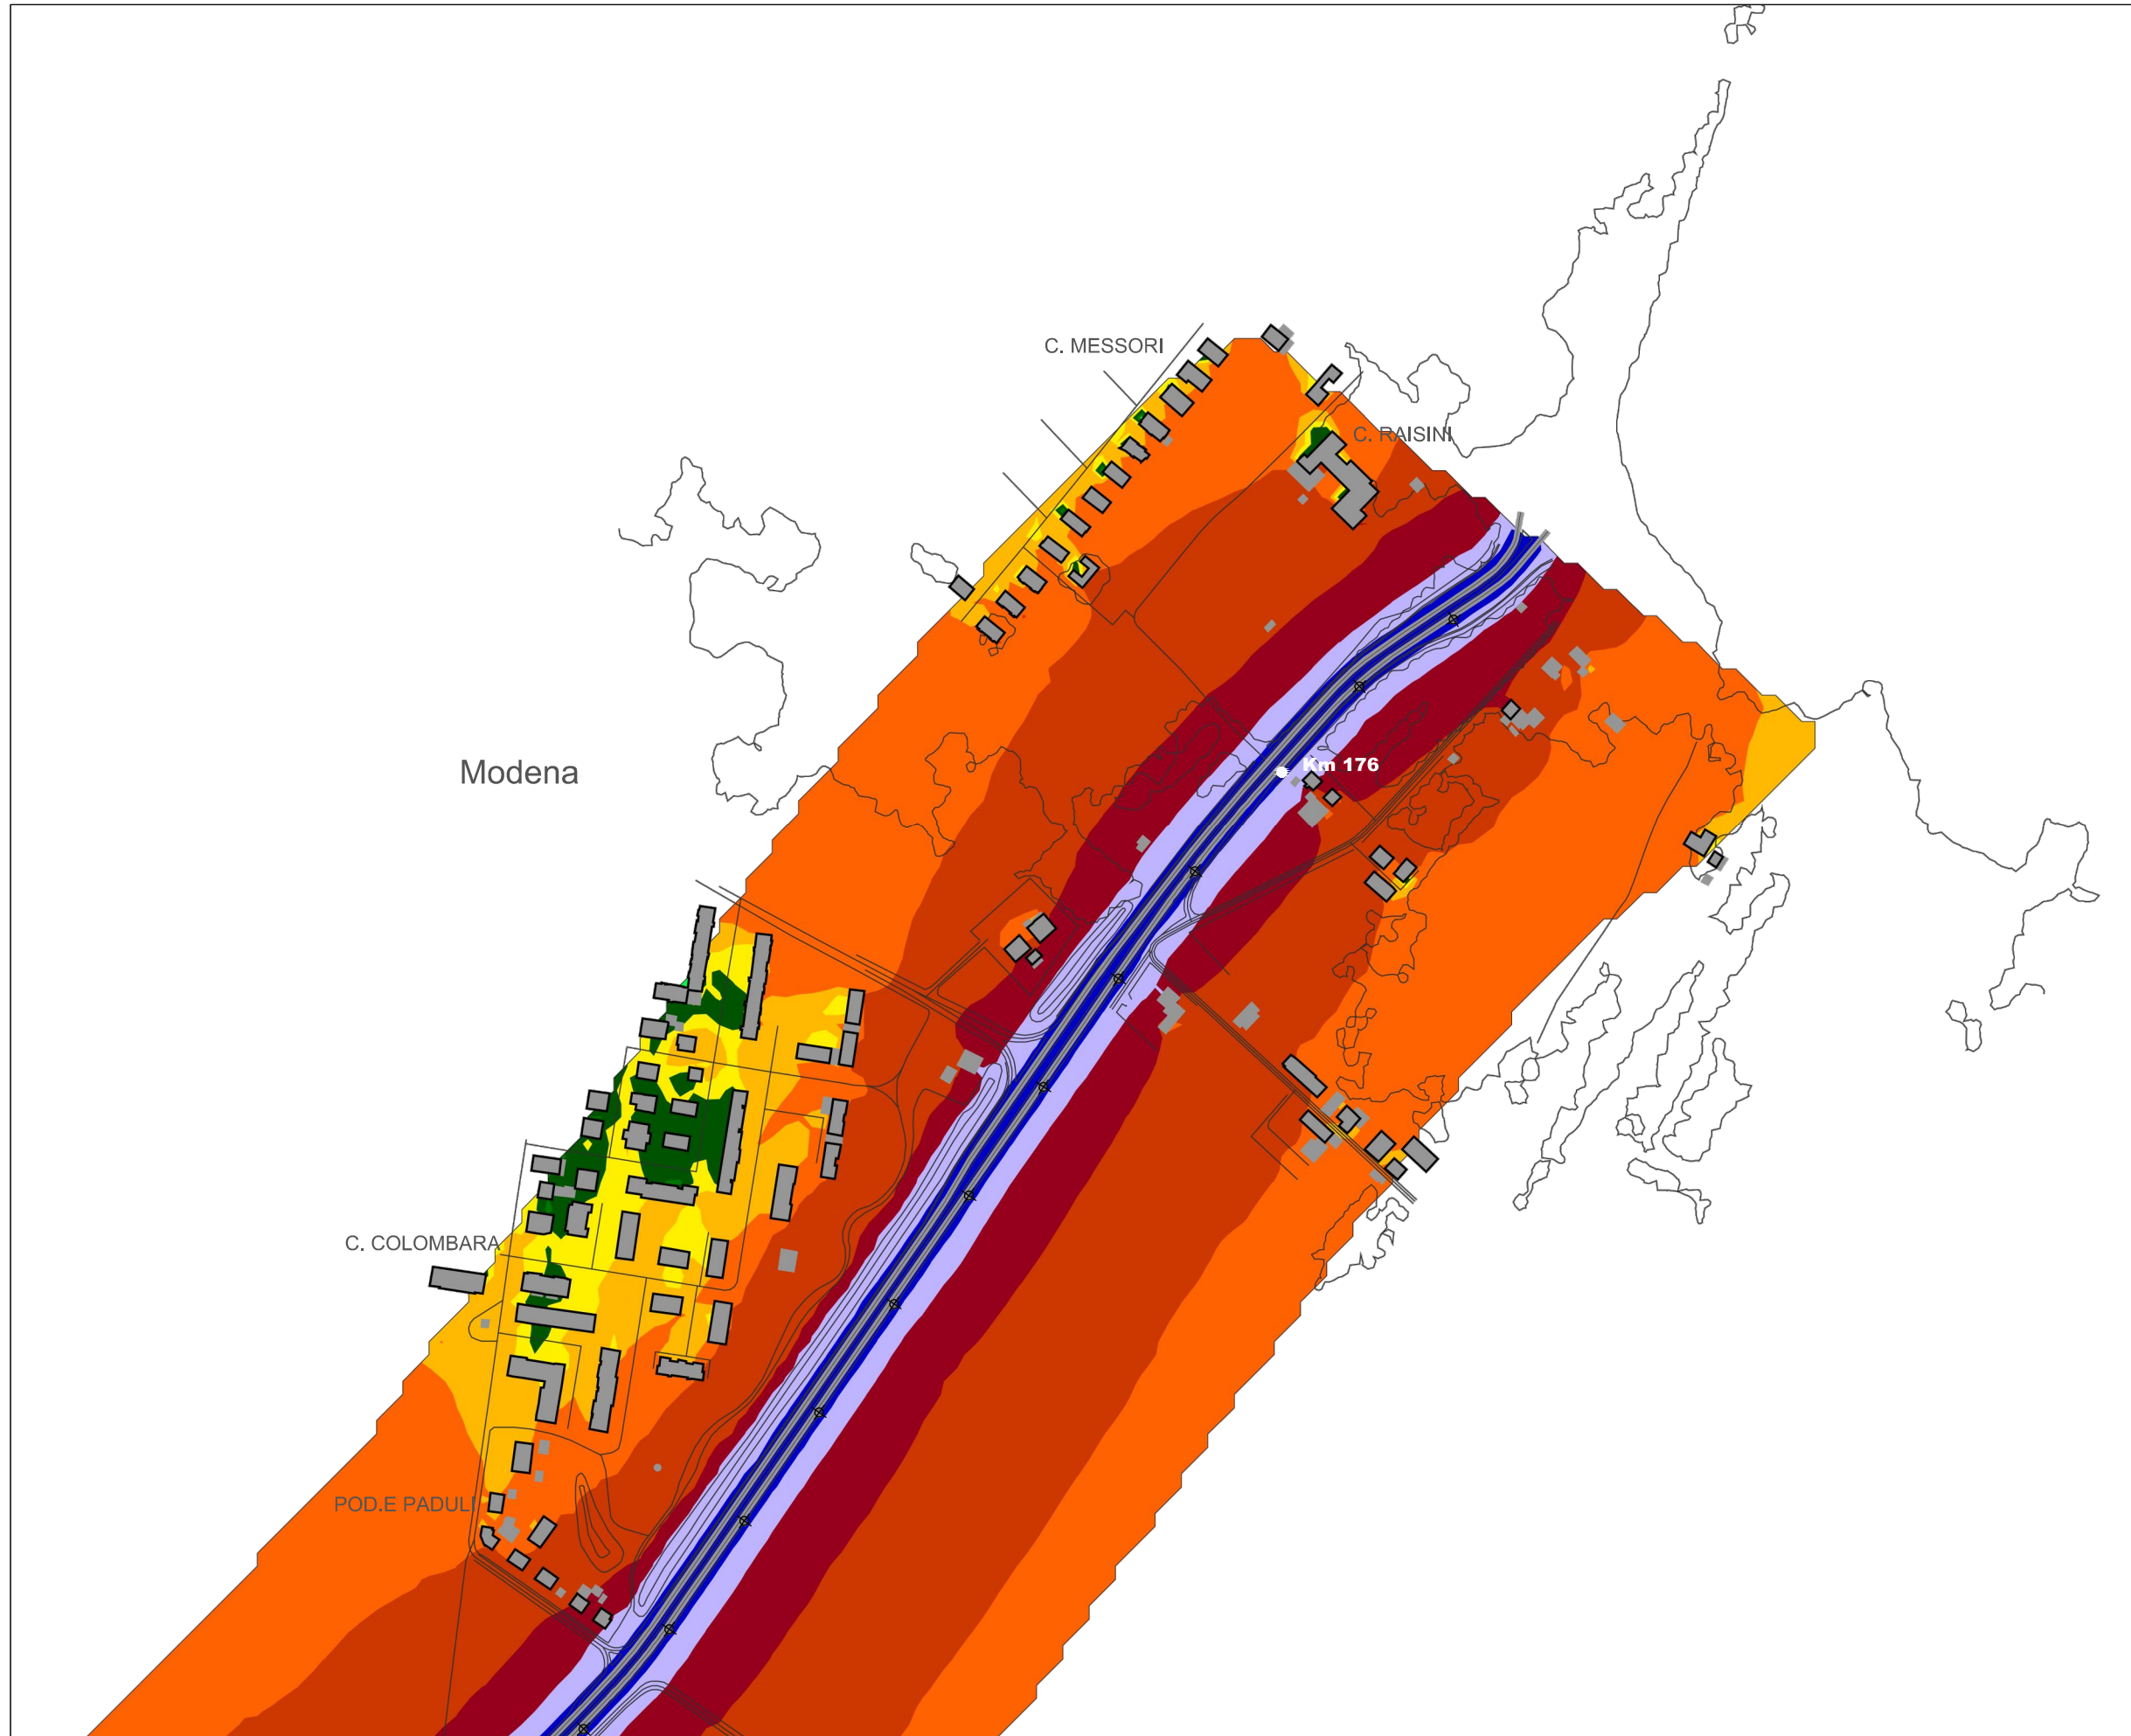 C. MESSORI
C. RAISINI
Modena
Km 176
C. COLOMBARA
POD.E PADULI